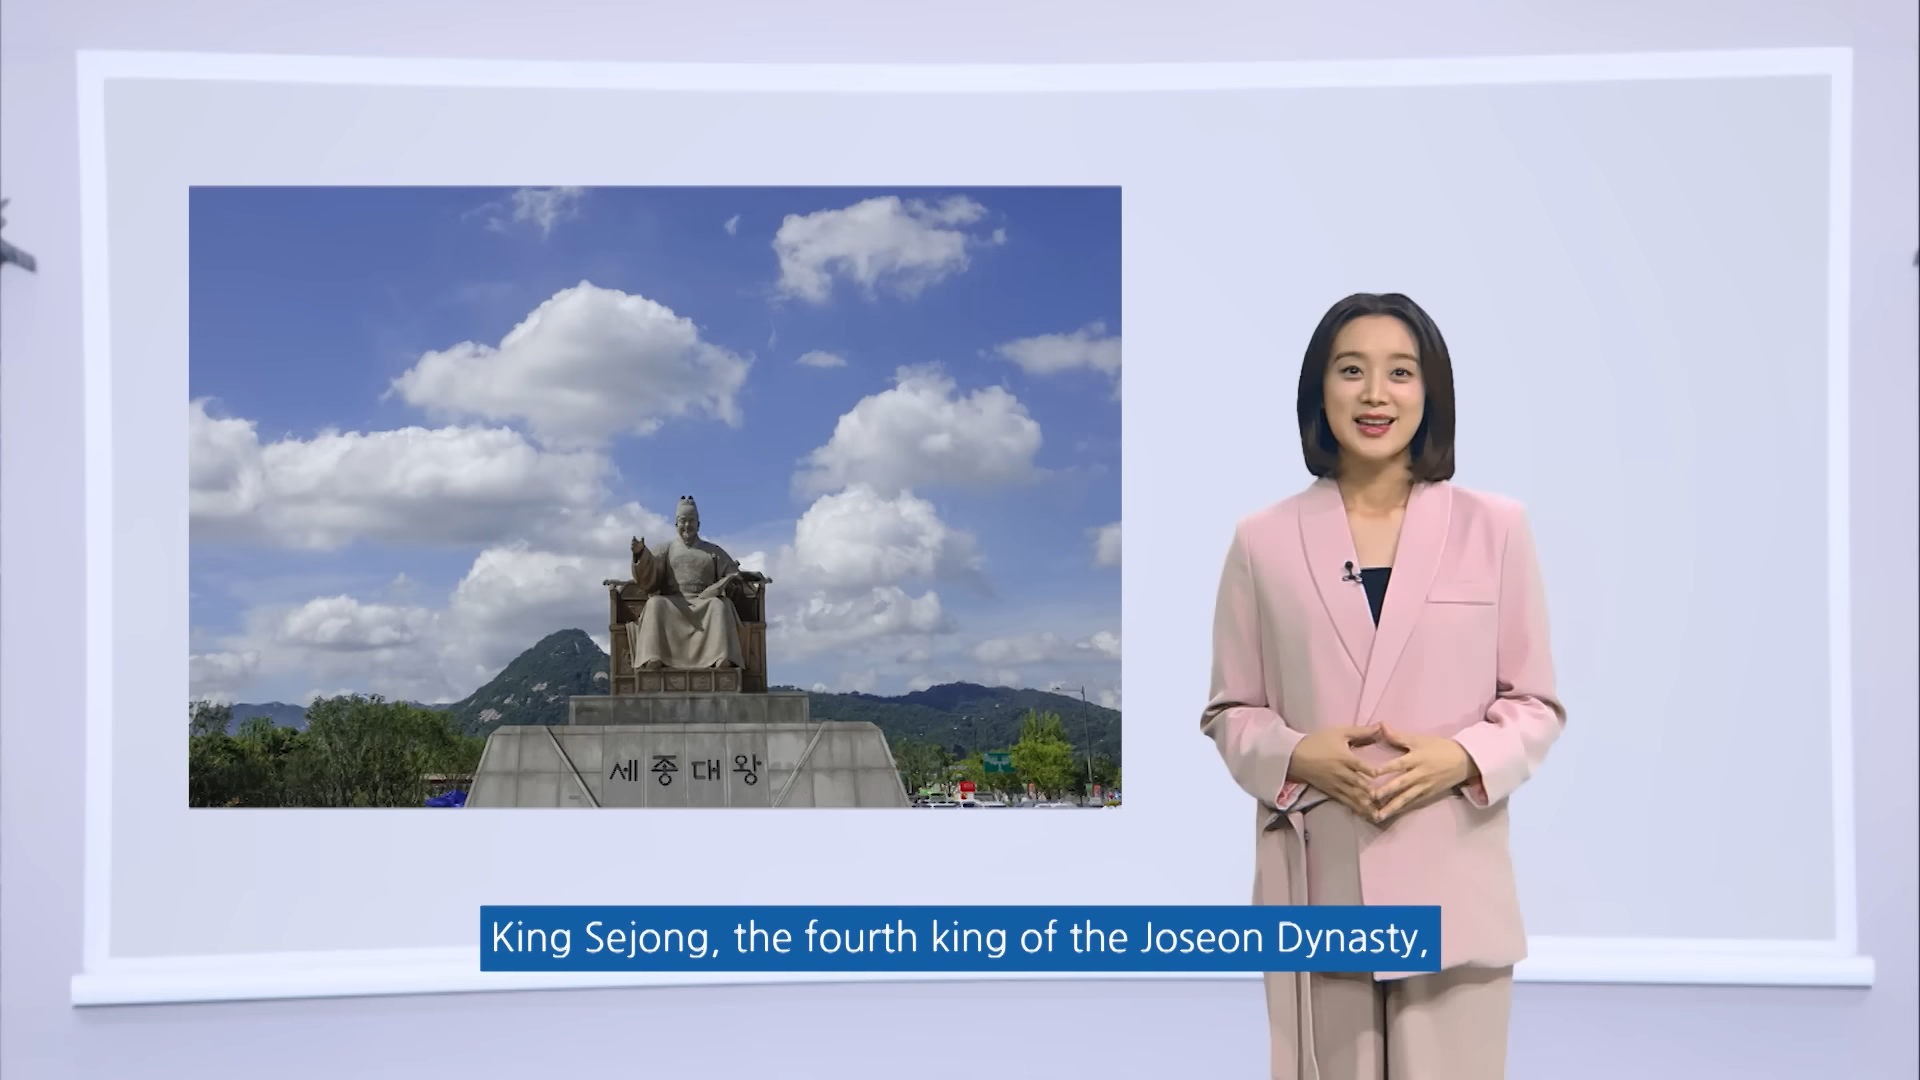 세종대왕
King Sejong, the fourth king of the Joseon Dynasty,